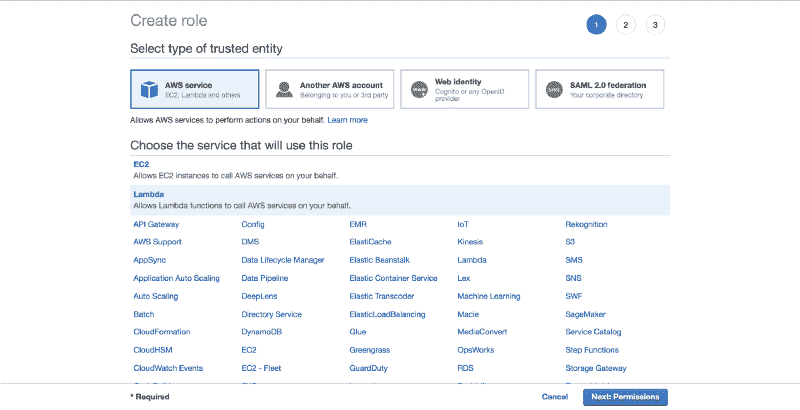 Create role
1 2 3
Select type of trusted entity
AWS service
EC2, Lambda and others
Another AWS account
Belonging to you or 3rd party
Web identity
Cognito or any OpenID
provider
SAML 2.0 federation
Your corporate directory
Allows AWS services to perform actions on your behalf. Learn more
Choose the service that will use this role
EC2
Allows EC2 instances to call AWS services on your behalf.
Lambda
Allows Lambda functions to call AWS services on your behalf.
API Gateway Config EMR IoT Rekognition
AWS Support DMS ElastiCache Kinesis S3
AppSync Data Lifecycle Manager Elastic Beanstalk Lambda SMS
Application Auto Scaling Data Pipeline Elastic Container Service Lex SNS
Auto Scaling DeepLens Elastic Transcoder Machine Learning SWF
Batch Directory Service ElasticLoadBalancing Macie SageMaker
CloudFormation DynamoDB Glue MediaConvert Service Catalog
CloudHSM EC2 Greengrass OpsWorks Step Functions
CloudWatch Events EC2 - Fleet GuardDuty RDS Storage Gateway
* Required Cancel Next: Permissions